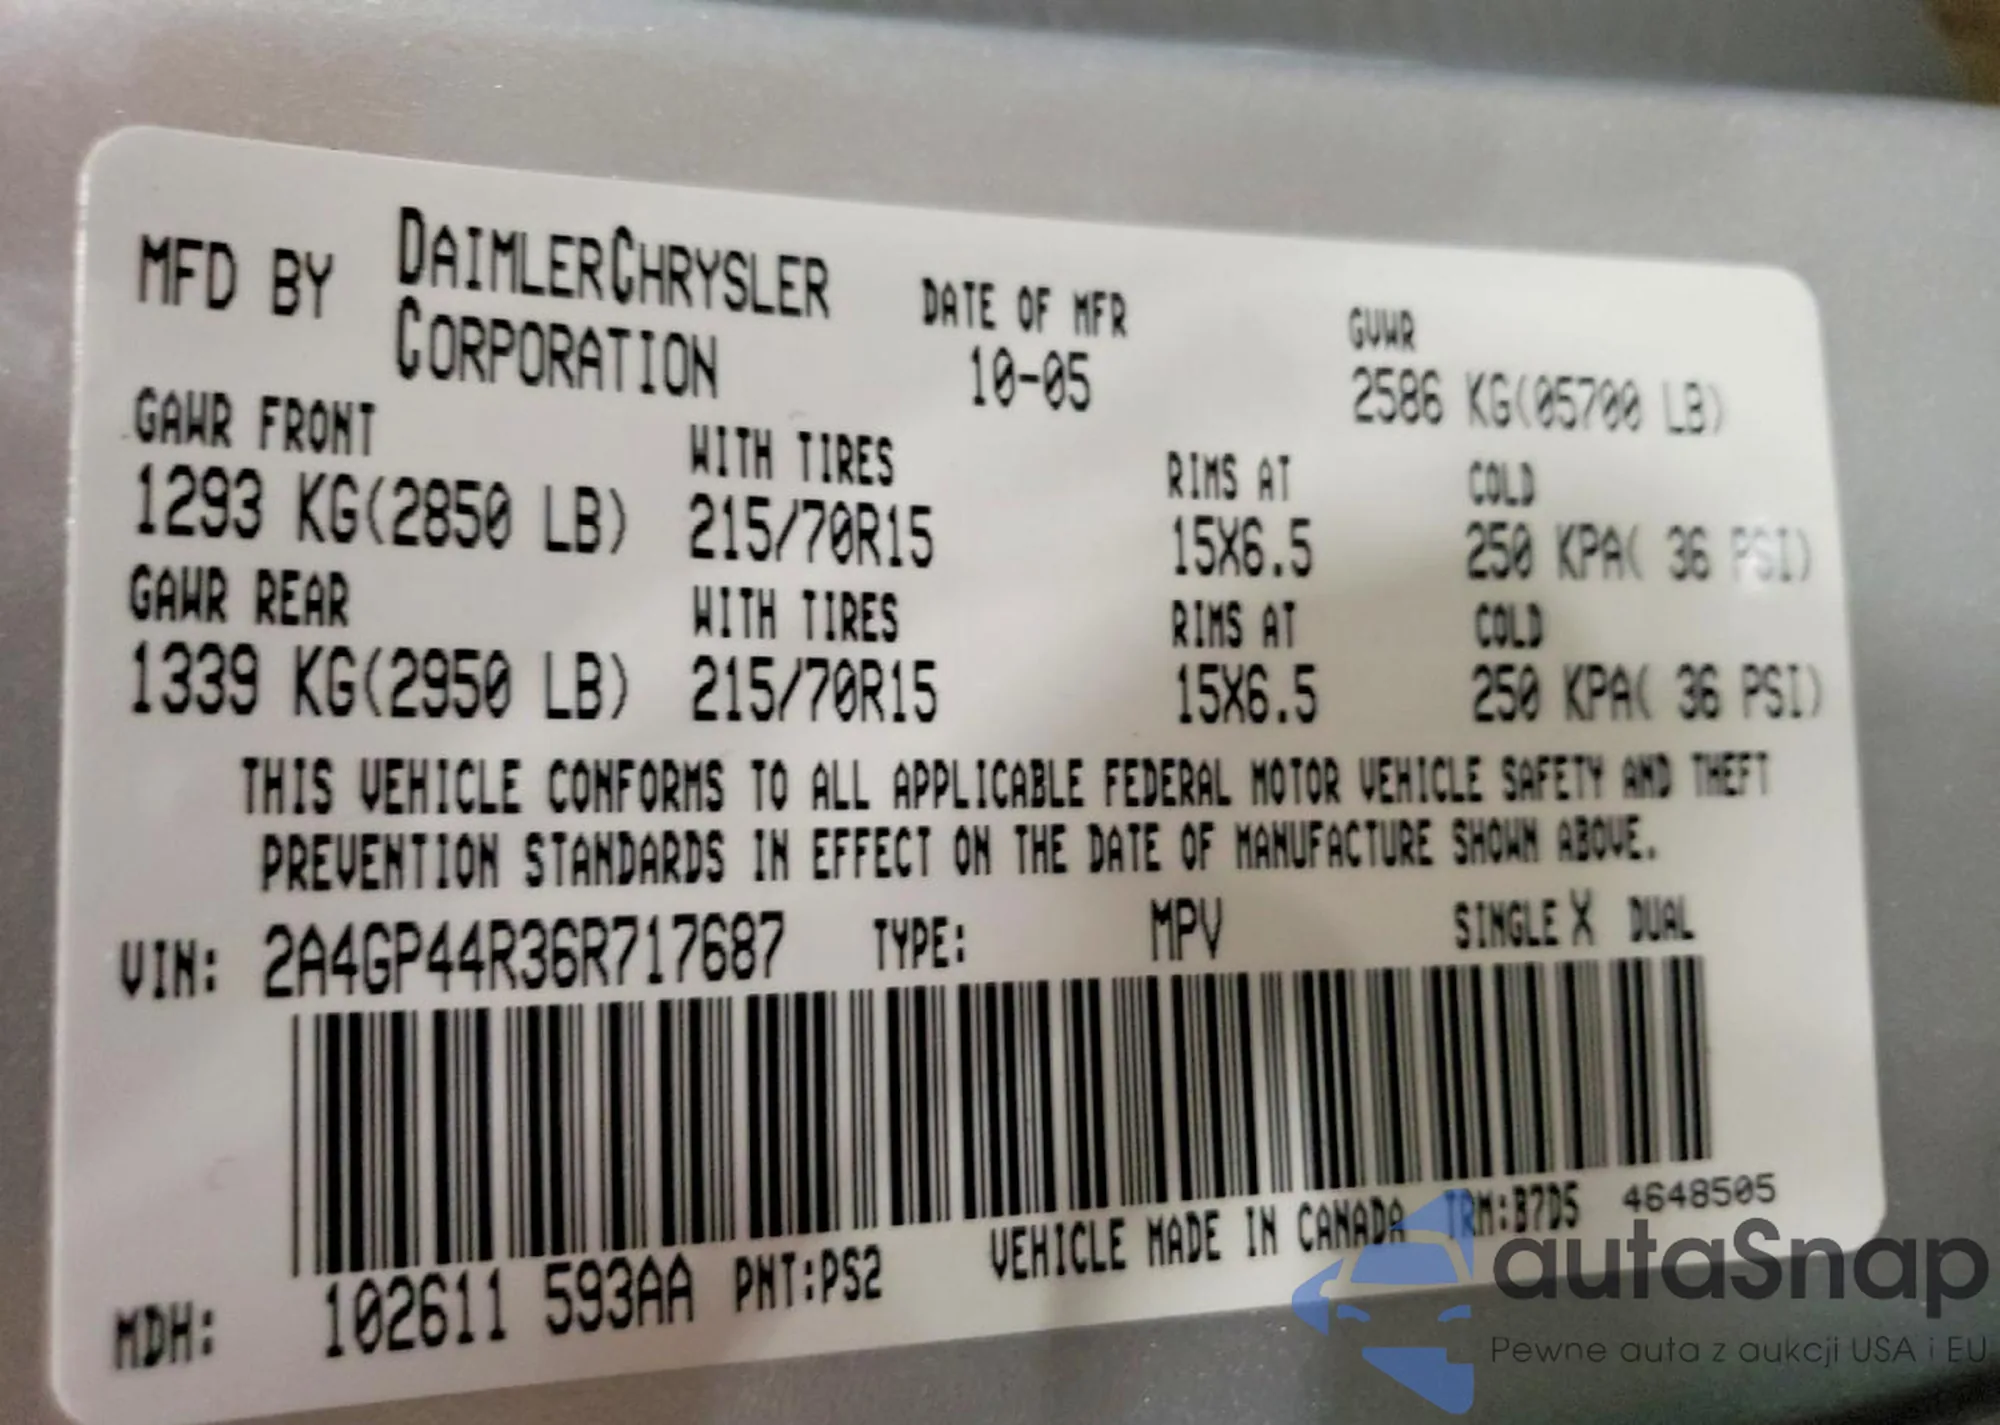 MFD BY DAIMLERCHRYSLER CORPORATION DATE OF MFR GVWR
10-05 2586 KG(05700 LB)
GAWR FRONT WITH TIRES RIMS AT COLD
1293 KG(2850 LB) 215/70R15 15X6.5 250 KPA( 36 PSI)
GAWR REAR WITH TIRES RIMS AT COLD
1339 KG(2950 LB) 215/70R15 15X6.5 250 KPA( 36 PSI)
THIS VEHICLE CONFORMS TO ALL APPLICABLE FEDERAL MOTOR VEHICLE SAFETY AND THEFT
PREVENTION STANDARDS IN EFFECT ON THE DATE OF MANUFACTURE SHOWN ABOVE.
VIN: 2A4GP44R36R717687 TYPE: MPV SINGLE X DUAL
MDH: 102611 593AA PNT:PS2 VEHICLE MADE IN CANADA TRM:B7D5 4648505
autaSnap
Pewne auta z aukcji USA i EU